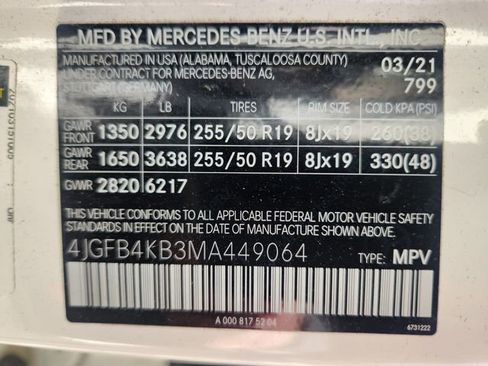 MFD BY MERCEDES-BENZ U.S. INTL., INC
MANUFACTURED IN USA (ALABAMA, TUSCALOOSA COUNTY) 03/21
UNDER CONTRACT FOR MERCEDES-BENZ AG, 799
STUTTGART (GERMANY)
KG LB TIRES RIM SIZE COLD KPA (PSI)
GAWR FRONT 1350 2976 255/50 R19 8Jx19 260(38)
GAWR REAR 1650 3638 255/50 R19 8Jx19 330(48)
GVWR 2820 6217
THIS VEHICLE CONFORMS TO ALL APPLICABLE FEDERAL MOTOR VEHICLE SAFETY
STANDARDS IN EFFECT ON THE DATE OF MANUFACTURE SHOWN ABOVE.
4JGFB4KB3MA449064 TYPE: MPV
A 000 817 52 04
6731222